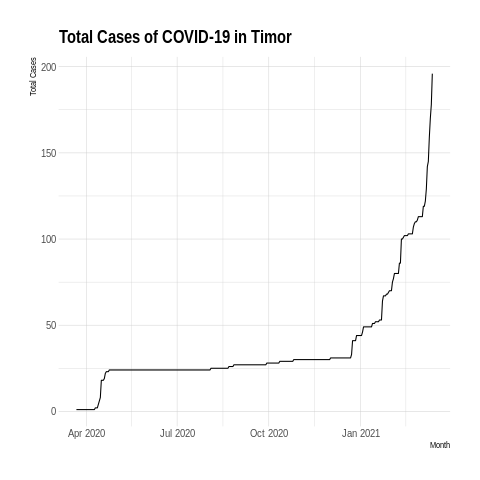 Total Cases of COVID-19 in Timor
Total Cases
200
150
100
50
0
Apr 2020 Jul 2020 Oct 2020 Jan 2021
Month